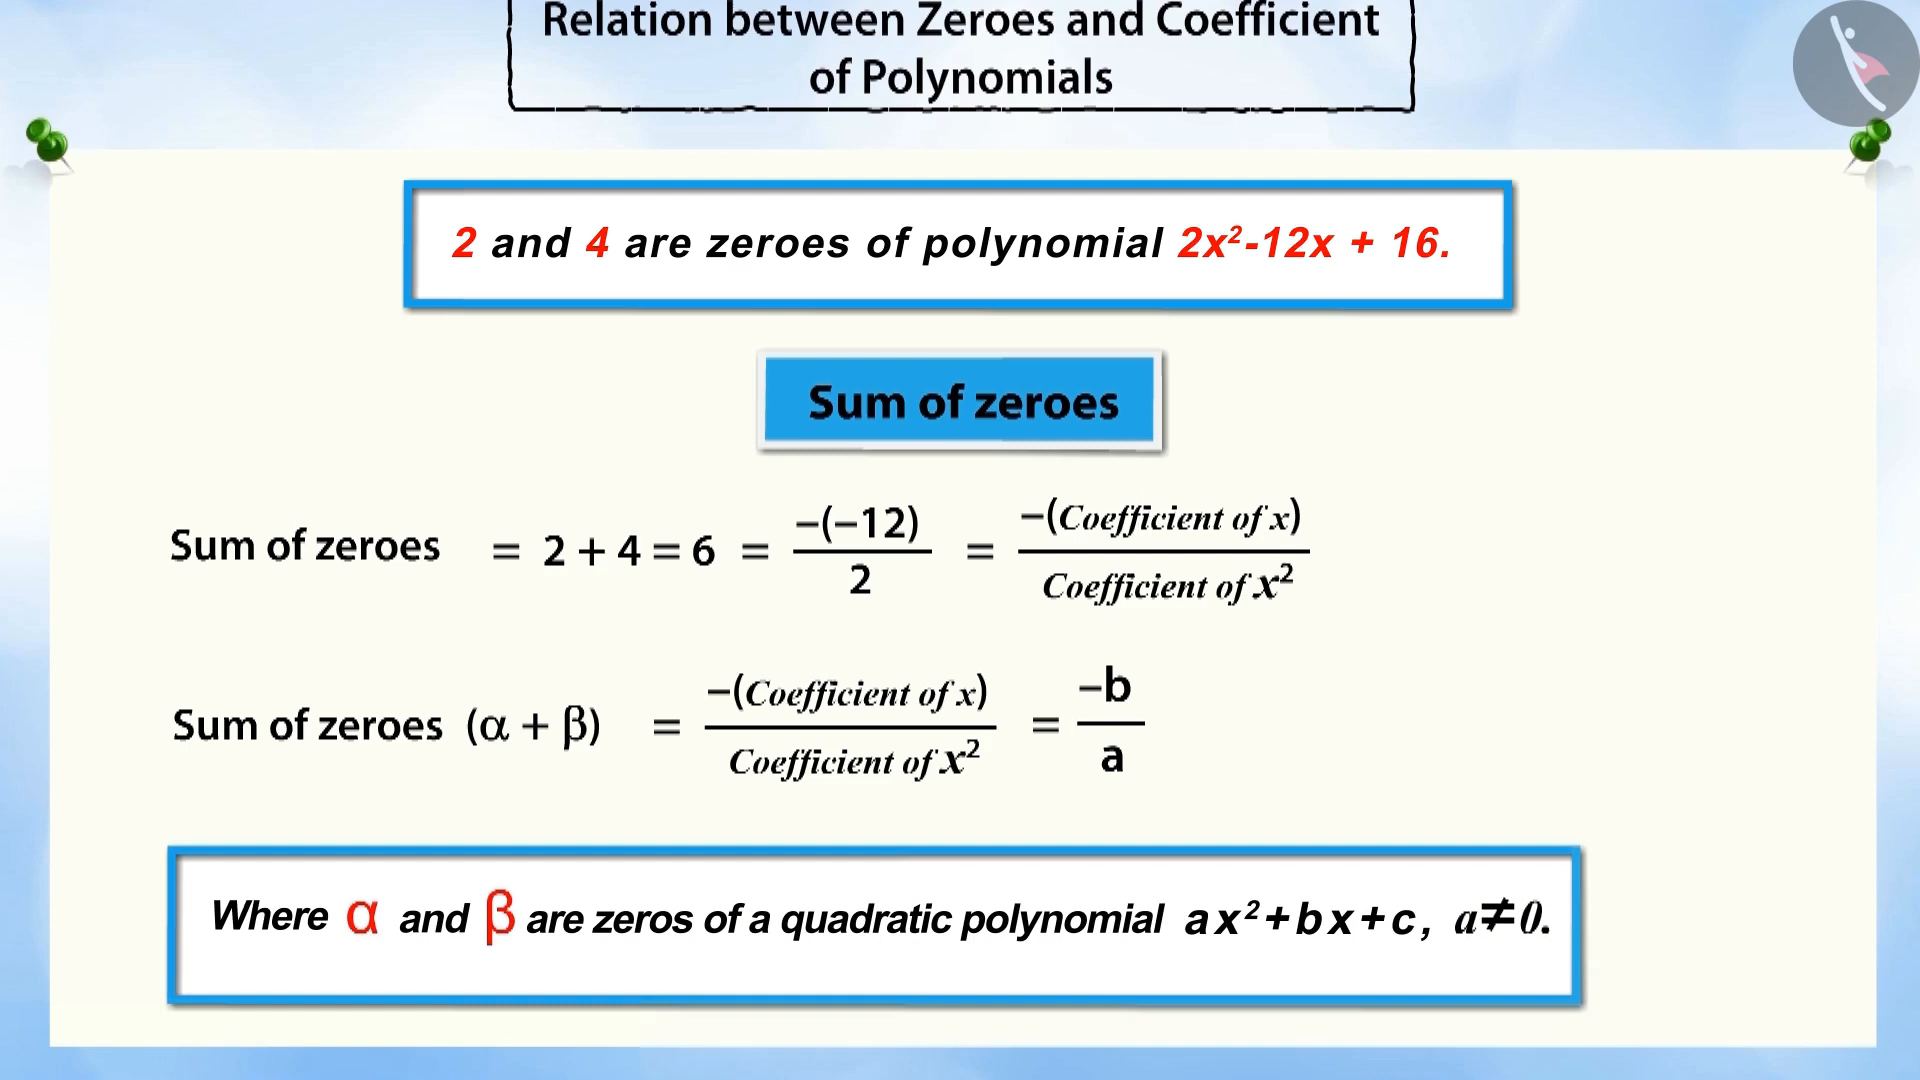 Relation between Zeroes and Coefficient
of Polynomials
2 and 4 are zeroes of polynomial 2x²-12x + 16.
Sum of zeroes
Sum of zeroes = 2 + 4 = 6 = −(−12)/2 = −(Coefficient of x)/Coefficient of x²
Sum of zeroes (α + β) = −(Coefficient of x)/Coefficient of x² = −b/a
Where α and β are zeros of a quadratic polynomial ax²+bx+c, a≠0.